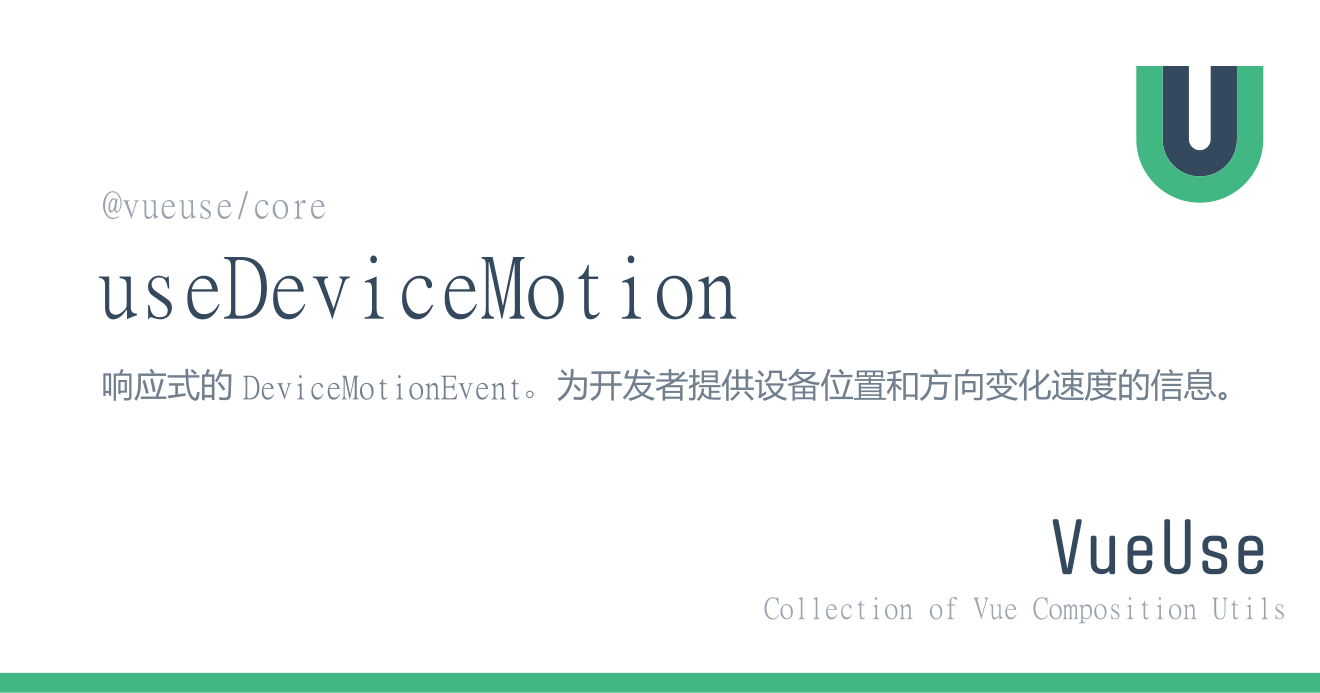 @vueuse/core
useDeviceMotion
响应式的 DeviceMotionEvent。为开发者提供设备位置和方向变化速度的信息。
VueUse
Collection of Vue Composition Utils